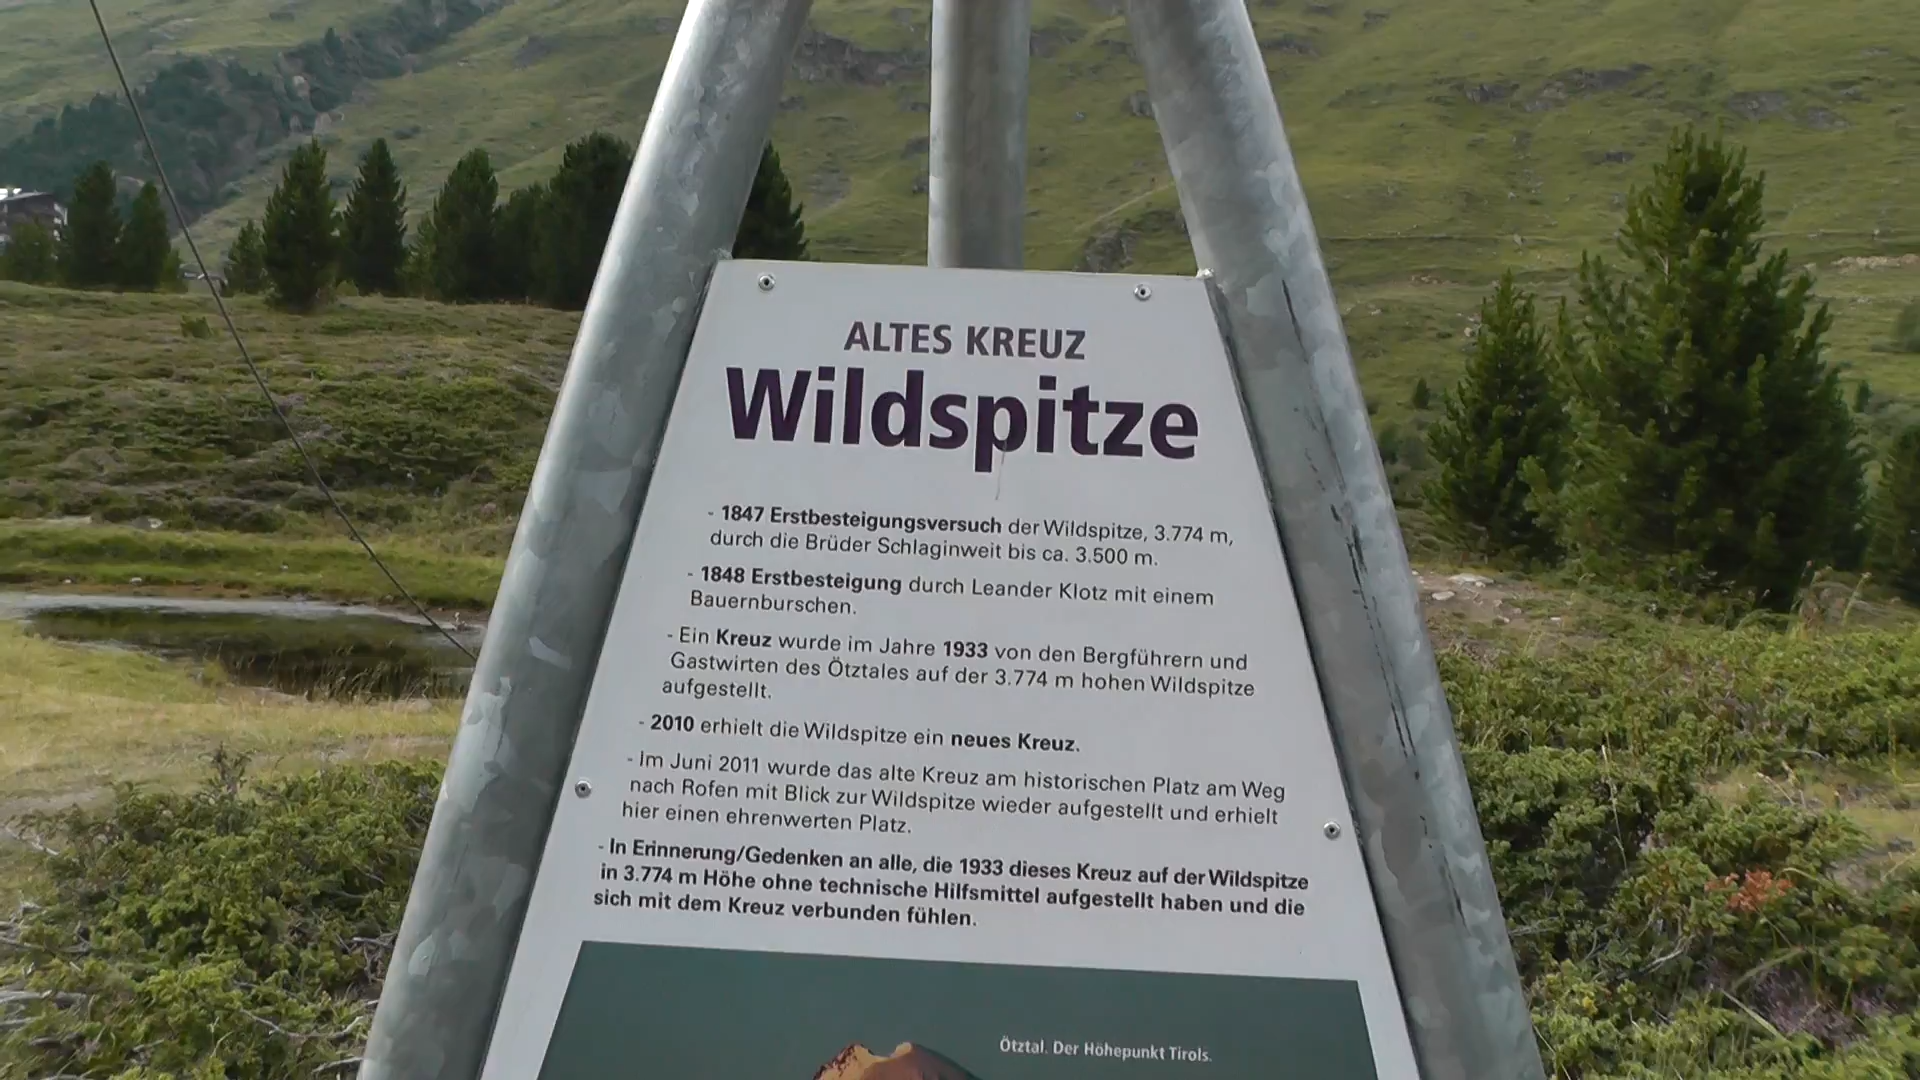 ALTES KREUZ
Wildspitze
- 1847 Erstbesteigungsversuch der Wildspitze, 3.774 m,
durch die Brüder Schlaginweit bis ca. 3.500 m.
- 1848 Erstbesteigung durch Leander Klotz mit einem
Bauernburschen.
- Ein Kreuz wurde im Jahre 1933 von den Bergführern und
Gastwirten des Ötztales auf der 3.774 m hohen Wildspitze
aufgestellt.
- 2010 erhielt die Wildspitze ein neues Kreuz.
- Im Juni 2011 wurde das alte Kreuz am historischen Platz am Weg
nach Rofen mit Blick zur Wildspitze wieder aufgestellt und erhielt
hier einen ehrenwerten Platz.
- In Erinnerung/Gedenken an alle, die 1933 dieses Kreuz auf der Wildspitze
in 3.774 m Höhe ohne technische Hilfsmittel aufgestellt haben und die
sich mit dem Kreuz verbunden fühlen.
Ötztal. Der Höhepunkt Tirols.